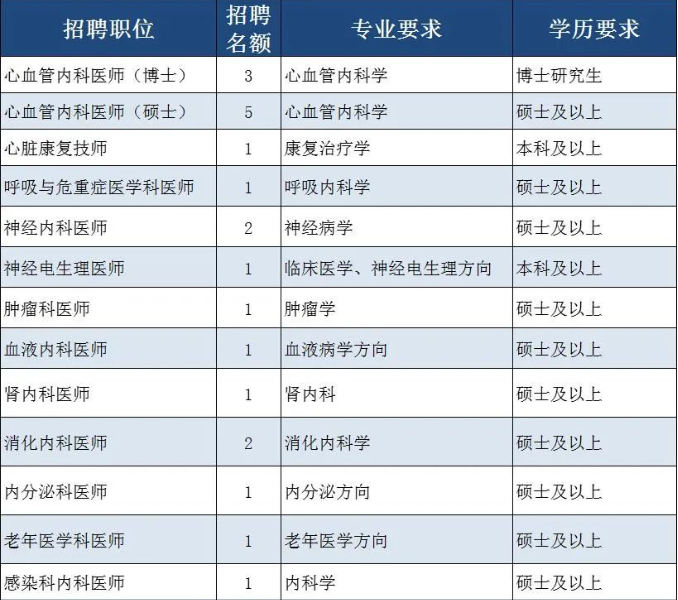 招聘职位 招聘名额 专业要求 学历要求
心血管内科医师（博士） 3 心血管内科学 博士研究生
心血管内科医师（硕士） 5 心血管内科学 硕士及以上
心脏康复技师 1 康复治疗学 本科及以上
呼吸与危重症医学科医师 1 呼吸内科学 硕士及以上
神经内科医师 2 神经病学 硕士及以上
神经电生理医师 1 临床医学、神经电生理方向 本科及以上
肿瘤科医师 1 肿瘤学 硕士及以上
血液内科医师 1 血液病学方向 硕士及以上
肾内科医师 1 肾内科 硕士及以上
消化内科医师 2 消化内科学 硕士及以上
内分泌科医师 1 内分泌方向 硕士及以上
老年医学科医师 1 老年医学方向 硕士及以上
感染科内科医师 1 内科学 硕士及以上